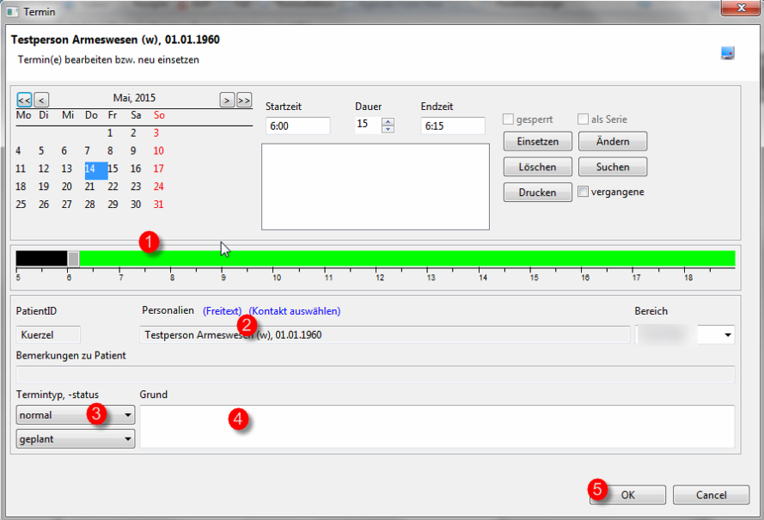 Termin
Testperson Armeswesen (w), 01.01.1960
Termin(e) bearbeiten bzw. neu einsetzen
<< < Mai, 2015 > >>
Mo Di Mi Do Fr Sa So
1 2 3
4 5 6 7 8 9 10
11 12 13 14 15 16 17
18 19 20 21 22 23 24
25 26 27 28 29 30 31
Startzeit Dauer Endzeit
6:00 15 6:15
gesperrt als Serie
Einsetzen Ändern
Löschen Suchen
Drucken vergangene
1
5 6 7 8 9 10 11 12 13 14 15 16 17 18
PatientID Personalien (Freitext) (Kontakt auswählen) Bereich
2
Kuerzel Testperson Armeswesen (w), 01.01.1960
Bemerkungen zu Patient
Termintyp, -status Grund
normal 3 4
geplant
5 OK Cancel